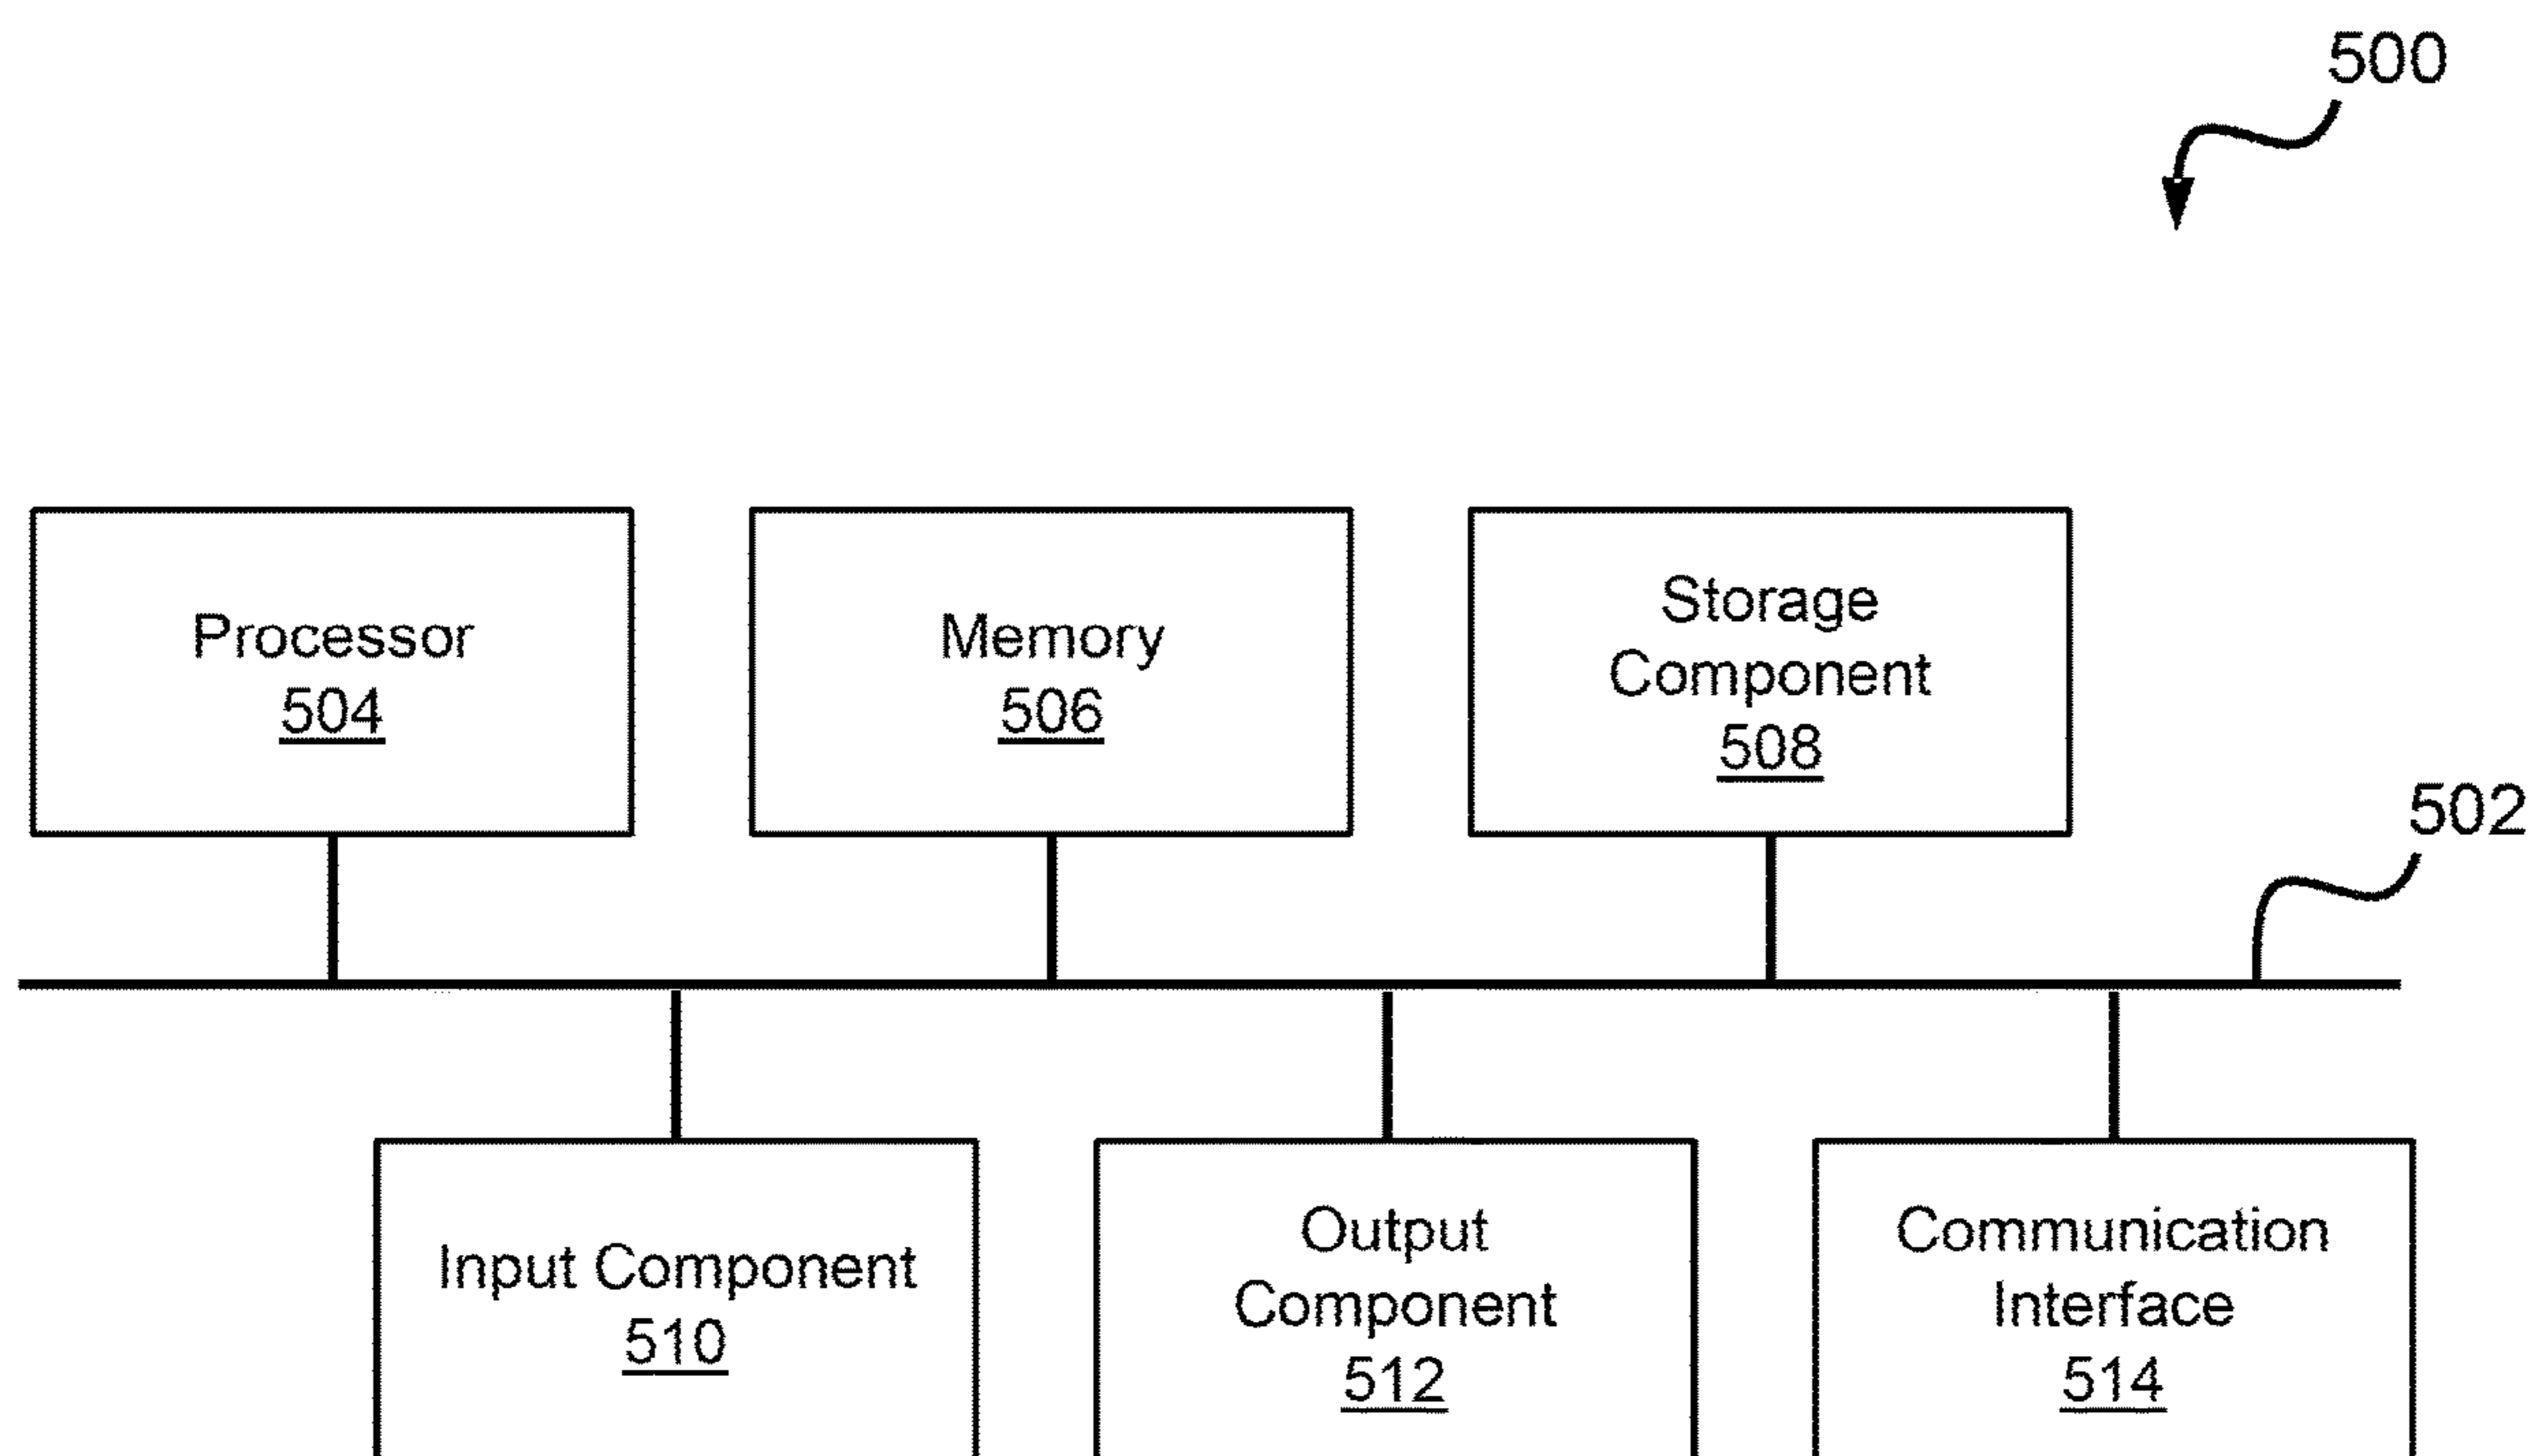 500
Processor
504
Memory
506
Storage
Component
508
502
Input Component
510
Output
Component
512
Communication
Interface
514